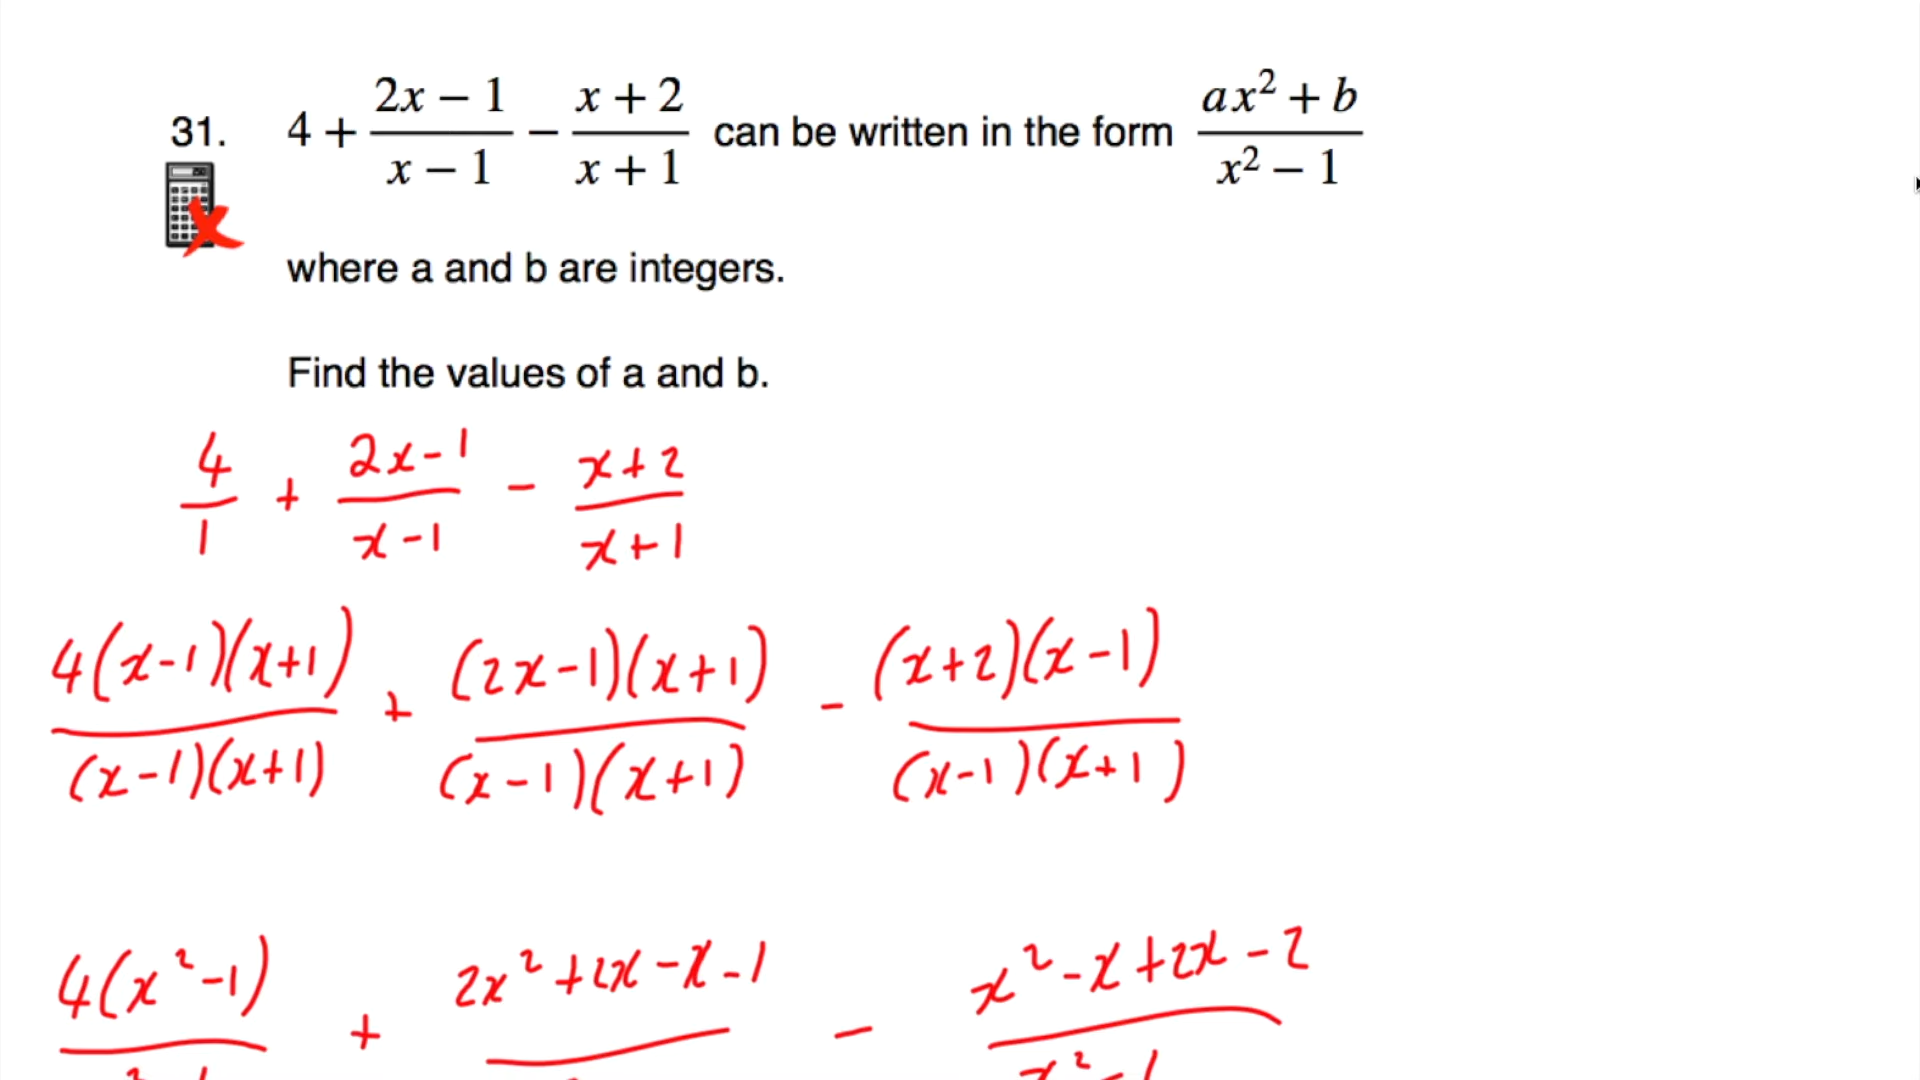 31. 4 + (2x − 1)/(x − 1) − (x + 2)/(x + 1) can be written in the form (ax² + b)/(x² − 1)
where a and b are integers.
Find the values of a and b.
4/1 + (2x-1)/(x-1) - (x+2)/(x+1)
4(x-1)(x+1)/(x-1)(x+1) + (2x-1)(x+1)/(x-1)(x+1) - (x+2)(x-1)/(x-1)(x+1)
4(x²-1) + 2x²+2x-x-1 - x²-x+2x-2
x²-1